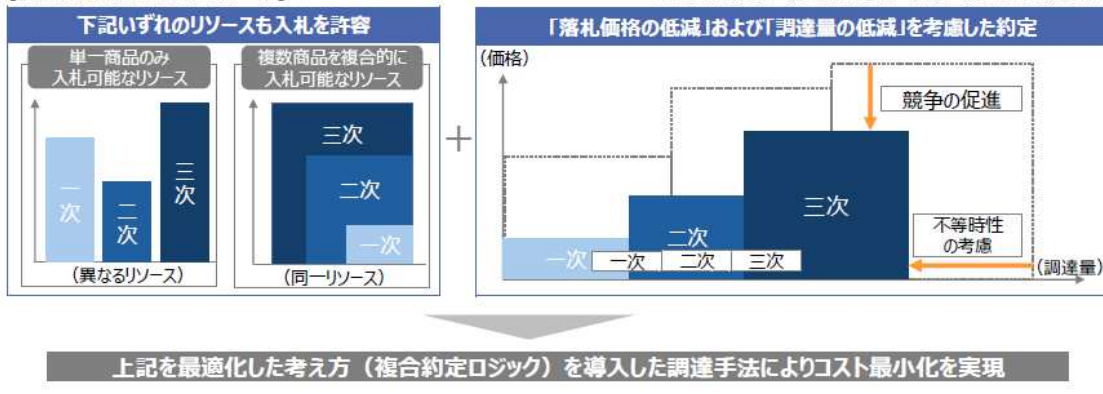 下記いずれのリソースも入札を許容
単一商品のみ
入札可能なリソース
複数商品を複合的に
入札可能なリソース
一次
二次
三次
(異なるリソース)
三次
二次
一次
(同一リソース)
+
「落札価格の低減」および「調達量の低減」を考慮した約定
(価格)
競争の促進
三次
二次
一次
一次
二次
三次
不等時性
の考慮
(調達量)
上記を最適化した考え方（複合約定ロジック）を導入した調達手法によりコスト最小化を実現